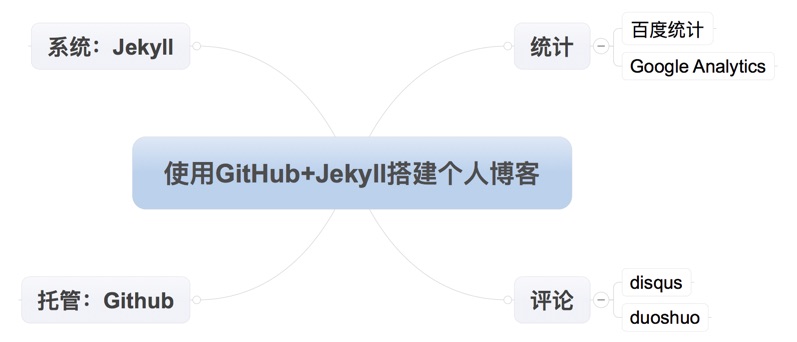 系统：Jekyll
统计
百度统计
Google Analytics
使用GitHub+Jekyll搭建个人博客
托管：Github
评论
disqus
duoshuo